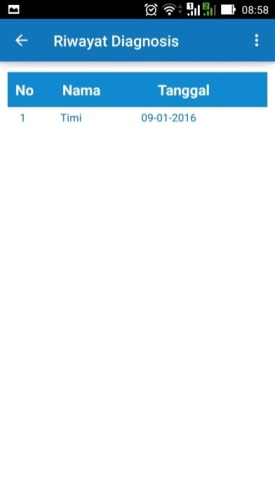 08:58
Riwayat Diagnosis
No Nama Tanggal
1 Timi 09-01-2016